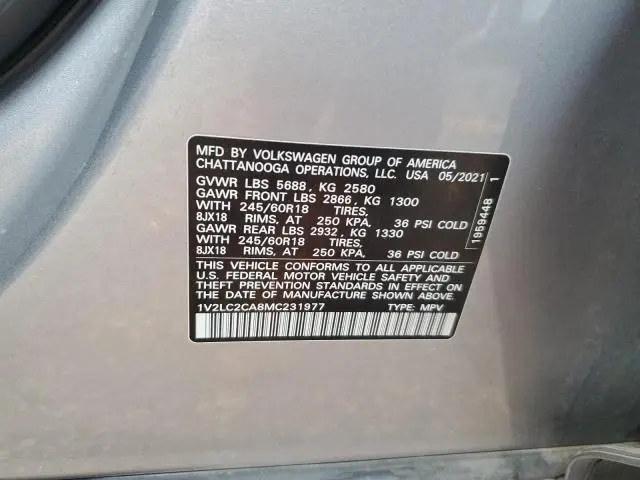 MFD BY VOLKSWAGEN GROUP OF AMERICA
CHATTANOOGA OPERATIONS, LLC. USA 05/2021
GVWR LBS 5688, KG 2580
GAWR FRONT LBS 2866, KG 1300
WITH 245/60R18 TIRES,
8JX18 RIMS, AT 250 KPA, 36 PSI COLD
GAWR REAR LBS 2932, KG 1330
WITH 245/60R18 TIRES,
8JX18 RIMS, AT 250 KPA, 36 PSI COLD
THIS VEHICLE CONFORMS TO ALL APPLICABLE
U.S. FEDERAL MOTOR VEHICLE SAFETY AND
THEFT PREVENTION STANDARDS IN EFFECT ON
THE DATE OF MANUFACTURE SHOWN ABOVE.
1V2LC2CA8MC231977 TYPE: MPV
1959448 1